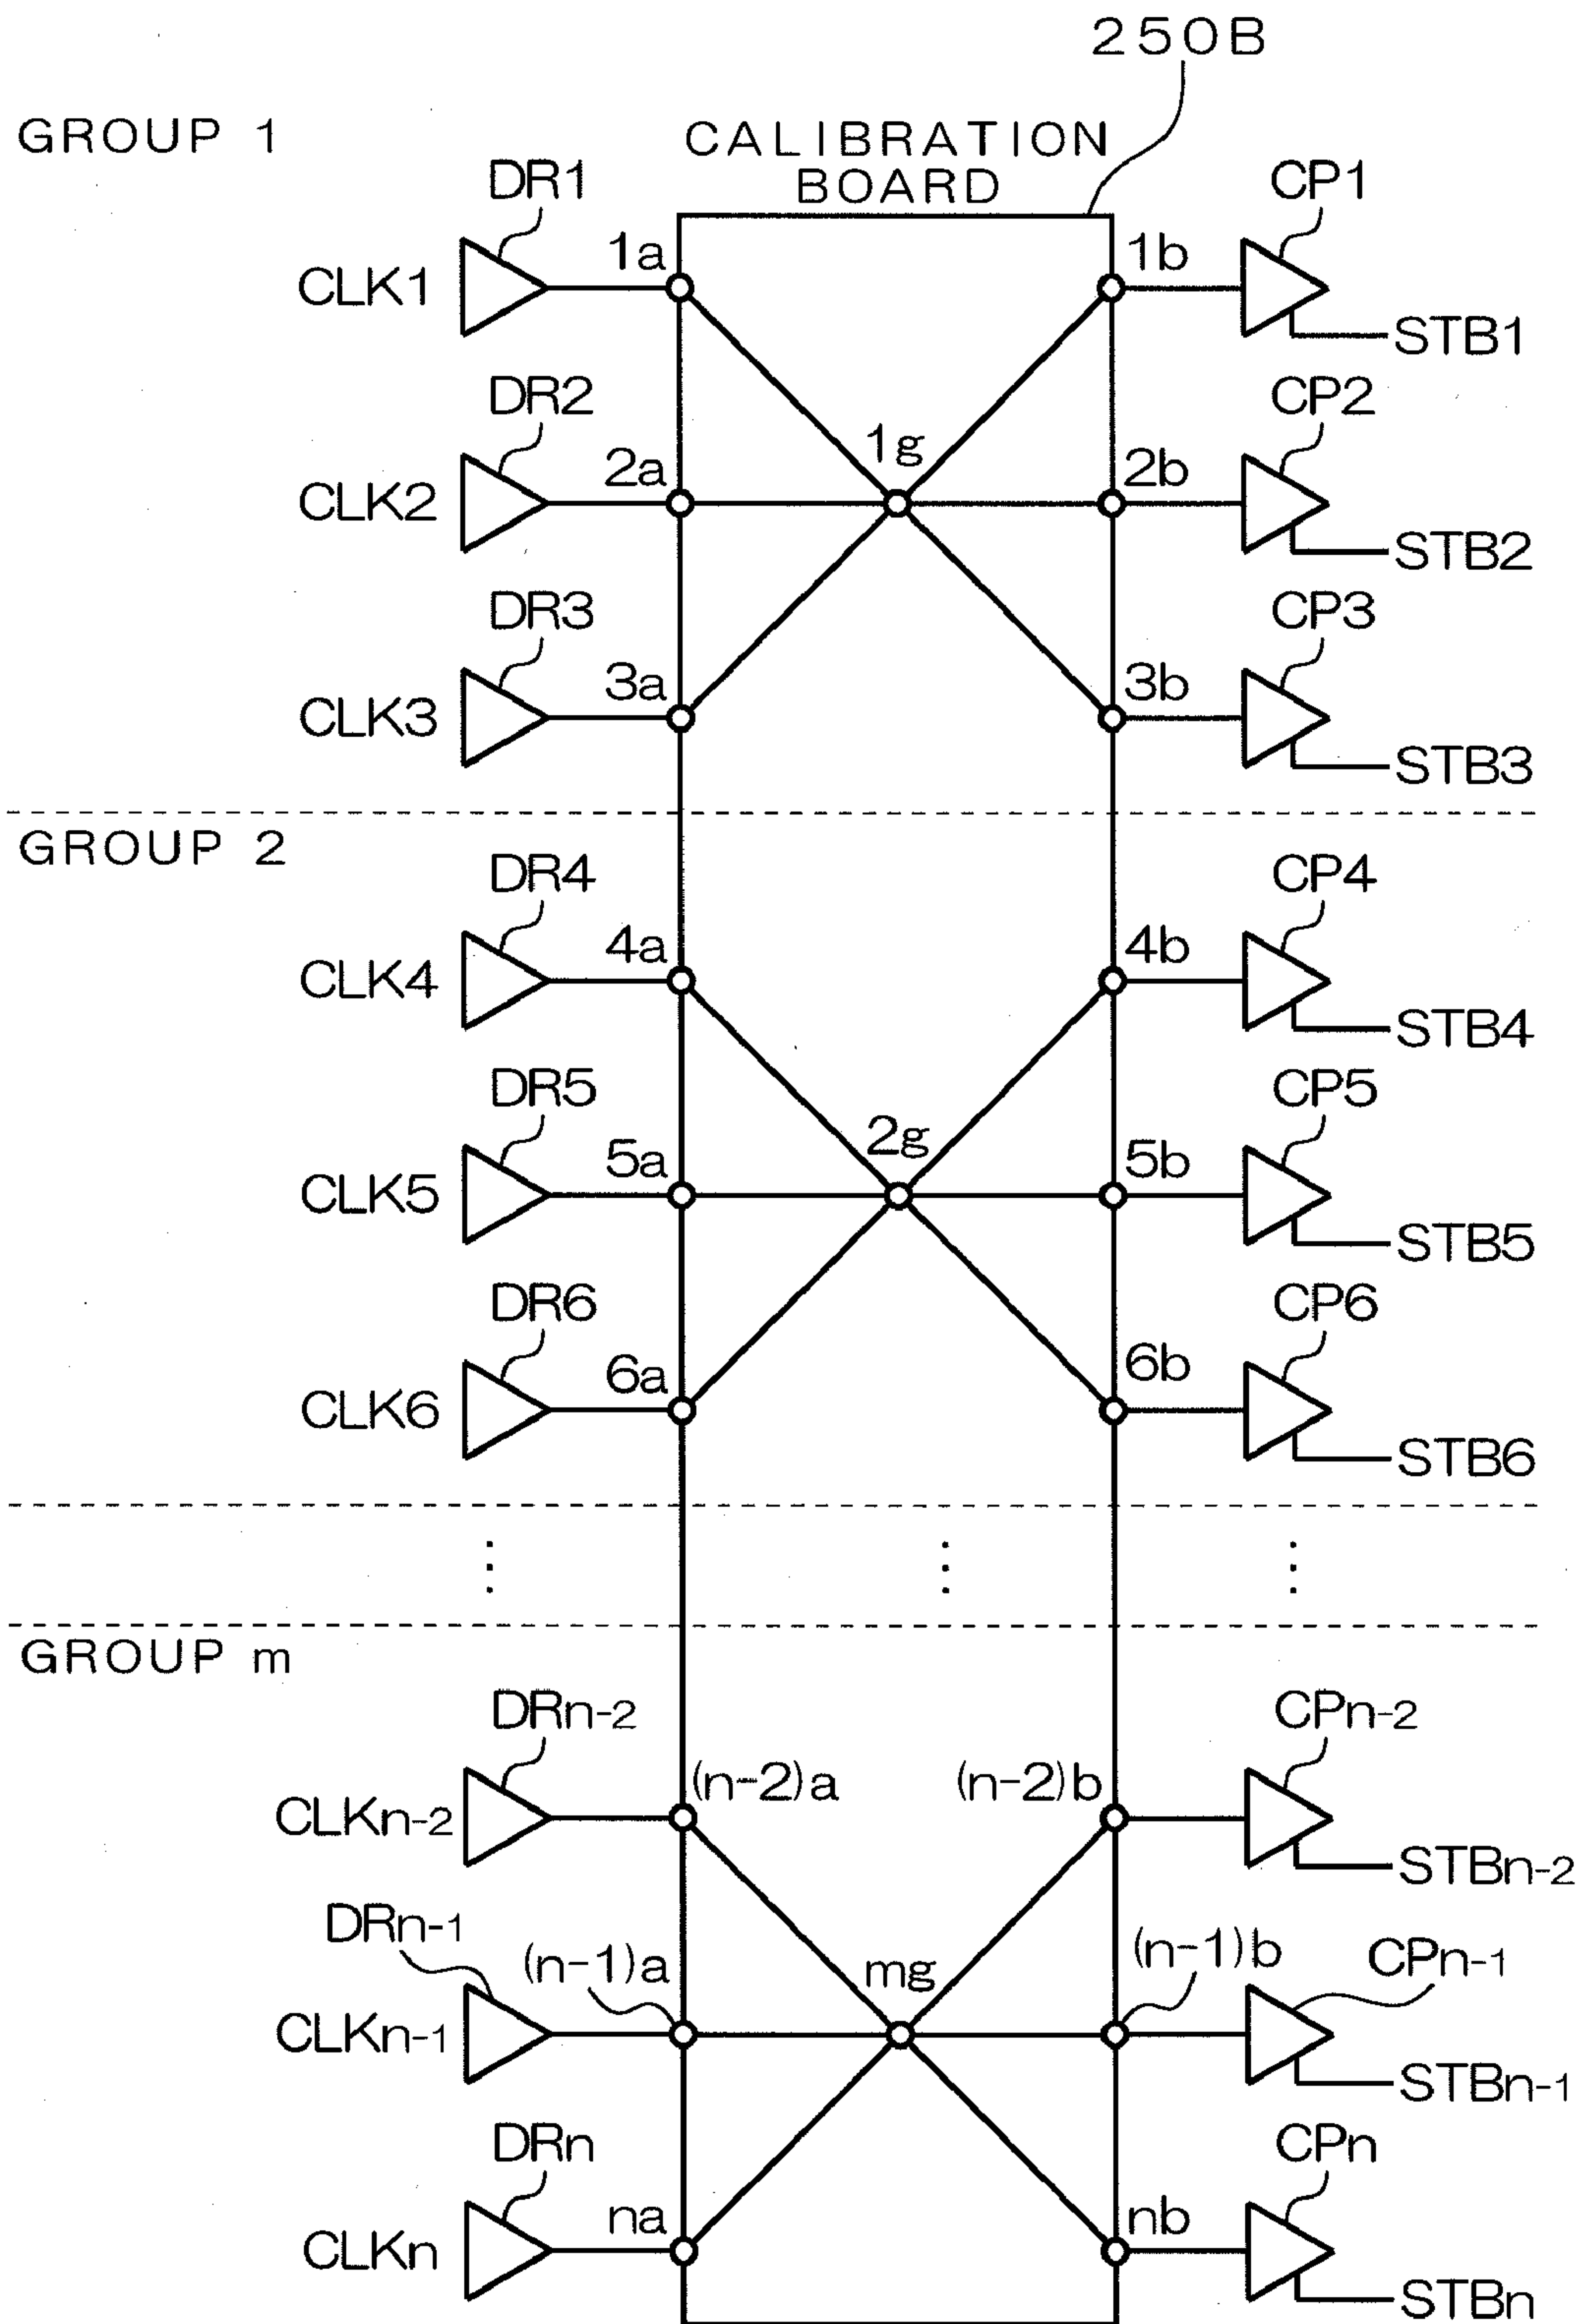 250B
GROUP 1
CALIBRATION
BOARD
DR1
CP1
1a
1b
CLK1
STB1
DR2
CP2
1g
2a
2b
CLK2
STB2
DR3
CP3
3a
3b
CLK3
STB3
GROUP 2
DR4
CP4
4a
4b
CLK4
STB4
DR5
CP5
2g
5a
5b
CLK5
STB5
DR6
CP6
6a
6b
CLK6
STB6
GROUP m
DRn-2
CPn-2
(n-2)a
(n-2)b
CLKn-2
STBn-2
DRn-1
(n-1)a
mg
(n-1)b
CPn-1
CLKn-1
STBn-1
DRn
CPn
na
nb
CLKn
STBn